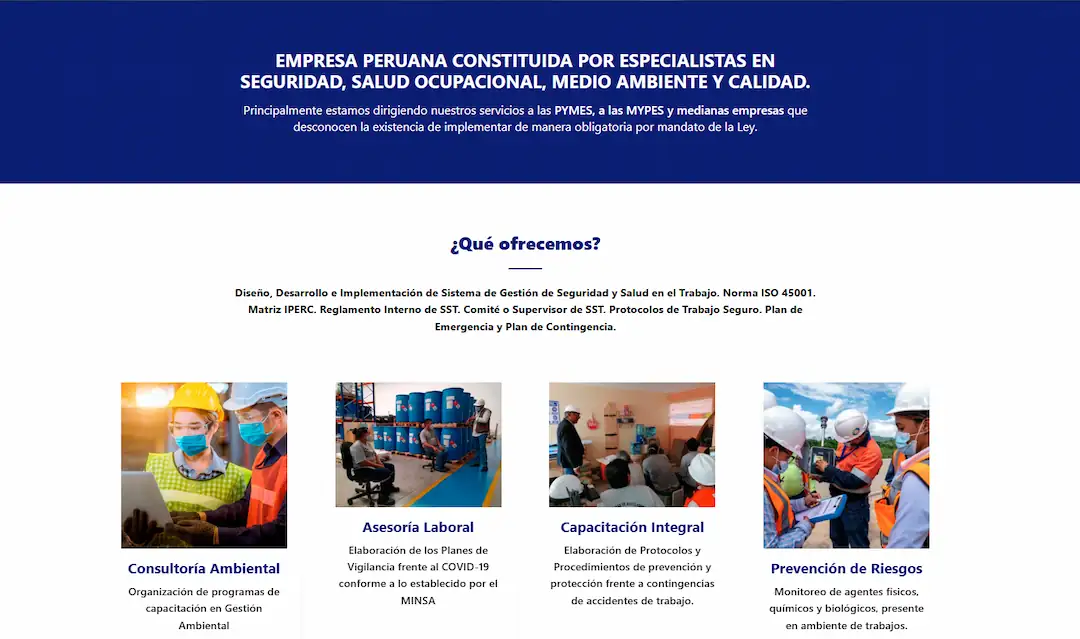 EMPRESA PERUANA CONSTITUIDA POR ESPECIALISTAS EN
SEGURIDAD, SALUD OCUPACIONAL, MEDIO AMBIENTE Y CALIDAD.
Principalmente estamos dirigiendo nuestros servicios a las PYMES, a las MYPES y medianas empresas que
desconocen la existencia de implementar de manera obligatoria por mandato de la Ley.
¿Qué ofrecemos?
Diseño, Desarrollo e Implementación de Sistema de Gestión de Seguridad y Salud en el Trabajo. Norma ISO 45001.
Matriz IPERC. Reglamento Interno de SST. Comité o Supervisor de SST. Protocolos de Trabajo Seguro. Plan de
Emergencia y Plan de Contingencia.
Consultoría Ambiental
Organización de programas de
capacitación en Gestión
Ambiental
Asesoría Laboral
Elaboración de los Planes de
Vigilancia frente al COVID-19
conforme a lo establecido por el
MINSA
Capacitación Integral
Elaboración de Protocolos y
Procedimientos de prevención y
protección frente a contingencias
de accidentes de trabajo.
Prevención de Riesgos
Monitoreo de agentes físicos,
químicos y biológicos, presente
en ambiente de trabajos.